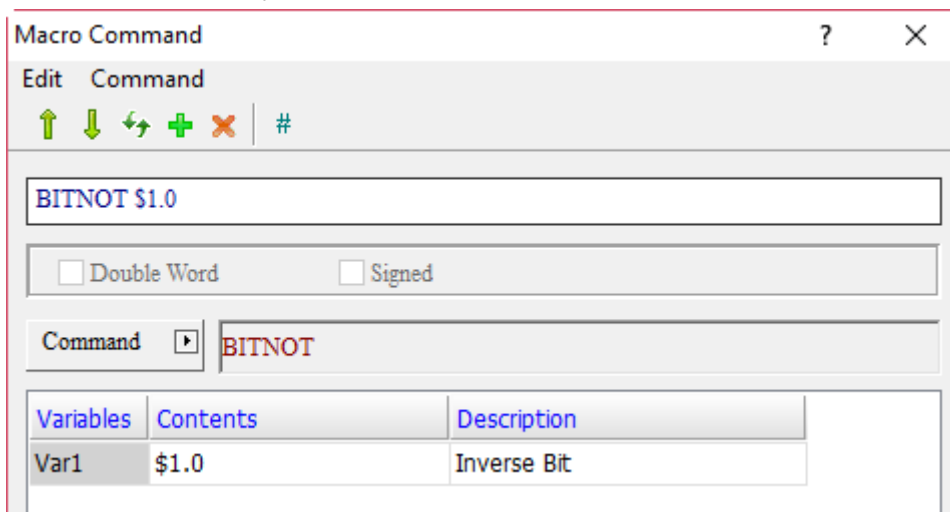 Macro Command ?
Edit Command
#
BITNOT $1.0
Double Word Signed
Command BITNOT
Variables Contents Description
Var1 $1.0 Inverse Bit